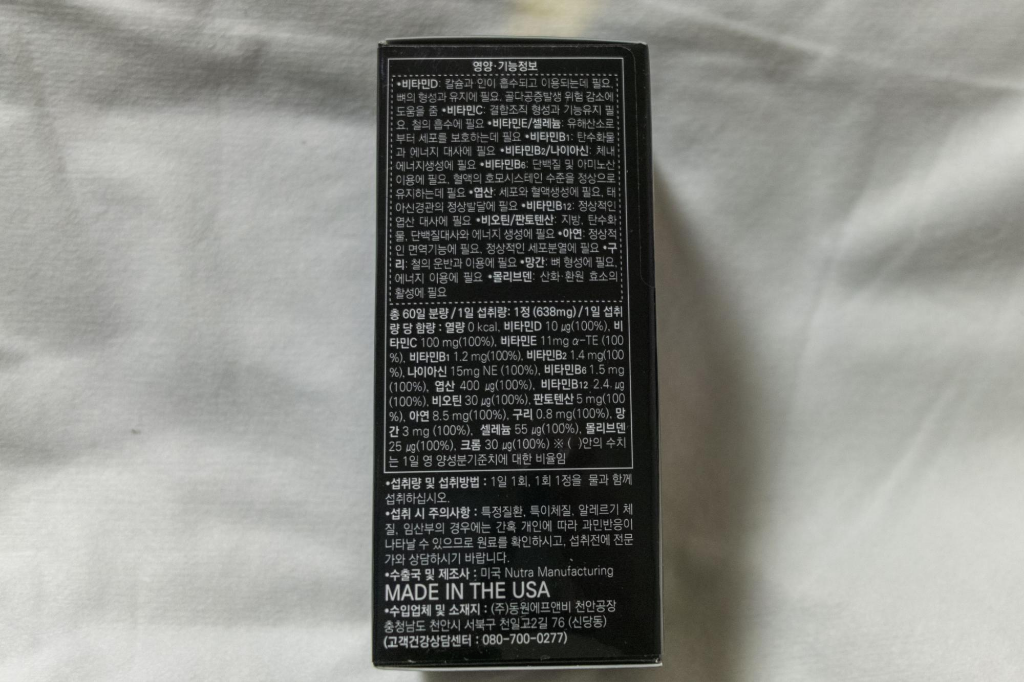 영양·기능정보
•비타민D: 칼슘과 인이 흡수되고 이용되는데 필요,
뼈의 형성과 유지에 필요, 골다공증발생 위험 감소에
도움을 줌 •비타민C: 결합조직 형성과 기능유지 필
요, 철의 흡수에 필요 •비타민E/셀레늄: 유해산소로
부터 세포를 보호하는데 필요 •비타민B1: 탄수화물
과 에너지 대사에 필요 •비타민B2/나이아신: 체내
에너지생성에 필요 •비타민B6: 단백질 및 아미노산
이용에 필요, 혈액의 호모시스테인 수준을 정상으로
유지하는데 필요 •엽산: 세포와 혈액생성에 필요, 태
아신경관의 정상발달에 필요 •비타민B12: 정상적인
엽산 대사에 필요 •비오틴/판토텐산: 지방, 탄수화
물, 단백질대사와 에너지 생성에 필요 •아연: 정상적
인 면역기능에 필요, 정상적인 세포분열에 필요 •구
리: 철의 운반과 이용에 필요 •망간: 뼈 형성에 필요,
에너지 이용에 필요 •몰리브덴: 산화·환원 효소의
활성에 필요
총 60일 분량 / 1일 섭취량: 1정 (638mg) / 1일 섭취
량 당 함량 : 열량 0 kcal, 비타민D 10 ㎍(100%), 비
타민C 100 mg(100%), 비타민E 11mg α-TE (100
%), 비타민B1 1.2 mg(100%), 비타민B2 1.4 mg(100
%), 나이아신 15mg NE (100%), 비타민B6 1.5 mg
(100%), 엽산 400 ㎍(100%), 비타민B12 2.4. ㎍
(100%), 비오틴 30 ㎍(100%), 판토텐산 5 mg(100
%), 아연 8.5 mg(100%), 구리 0.8 mg(100%), 망
간 3 mg (100%), 셀레늄 55 ㎍(100%), 몰리브덴
25 ㎍(100%), 크롬 30 ㎍(100%) ※ ( )안의 수치
는 1일 영 양성분기준치에 대한 비율임
•섭취량 및 섭취방법 : 1일 1회, 1회 1정을 물과 함께
섭취하십시오.
•섭취 시 주의사항 : 특정질환, 특이체질, 알레르기 체
질, 임산부의 경우에는 간혹 개인에 따라 과민반응이
나타날 수 있으므로 원료를 확인하시고, 섭취전에 전문
가와 상담하시기 바랍니다.
•수출국 및 제조사 : 미국 Nutra Manufacturing
MADE IN THE USA
•수입업체 및 소재지 : (주)동원에프앤비 천안공장
충청남도 천안시 서북구 천일고2길 76 (신당동)
(고객건강상담센터 : 080-700-0277)